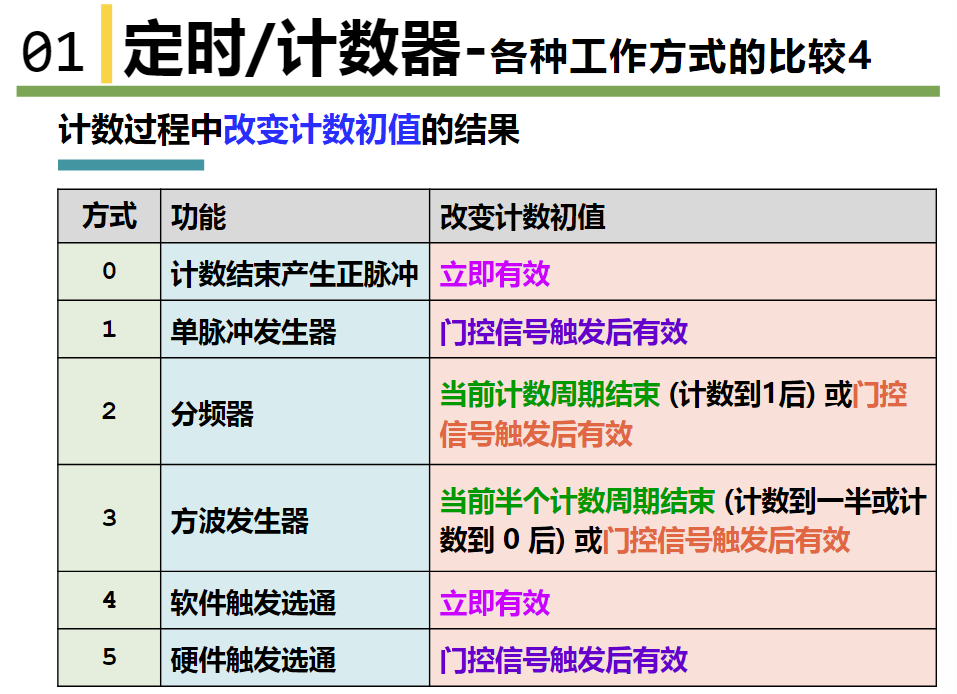 01 定时/计数器-各种工作方式的比较4
计数过程中改变计数初值的结果
方式 功能 改变计数初值
0 计数结束产生正脉冲 立即有效
1 单脉冲发生器 门控信号触发后有效
2 分频器 当前计数周期结束 (计数到1后) 或门控
信号触发后有效
3 方波发生器 当前半个计数周期结束 (计数到一半或计
数到 0 后) 或门控信号触发后有效
4 软件触发选通 立即有效
5 硬件触发选通 门控信号触发后有效